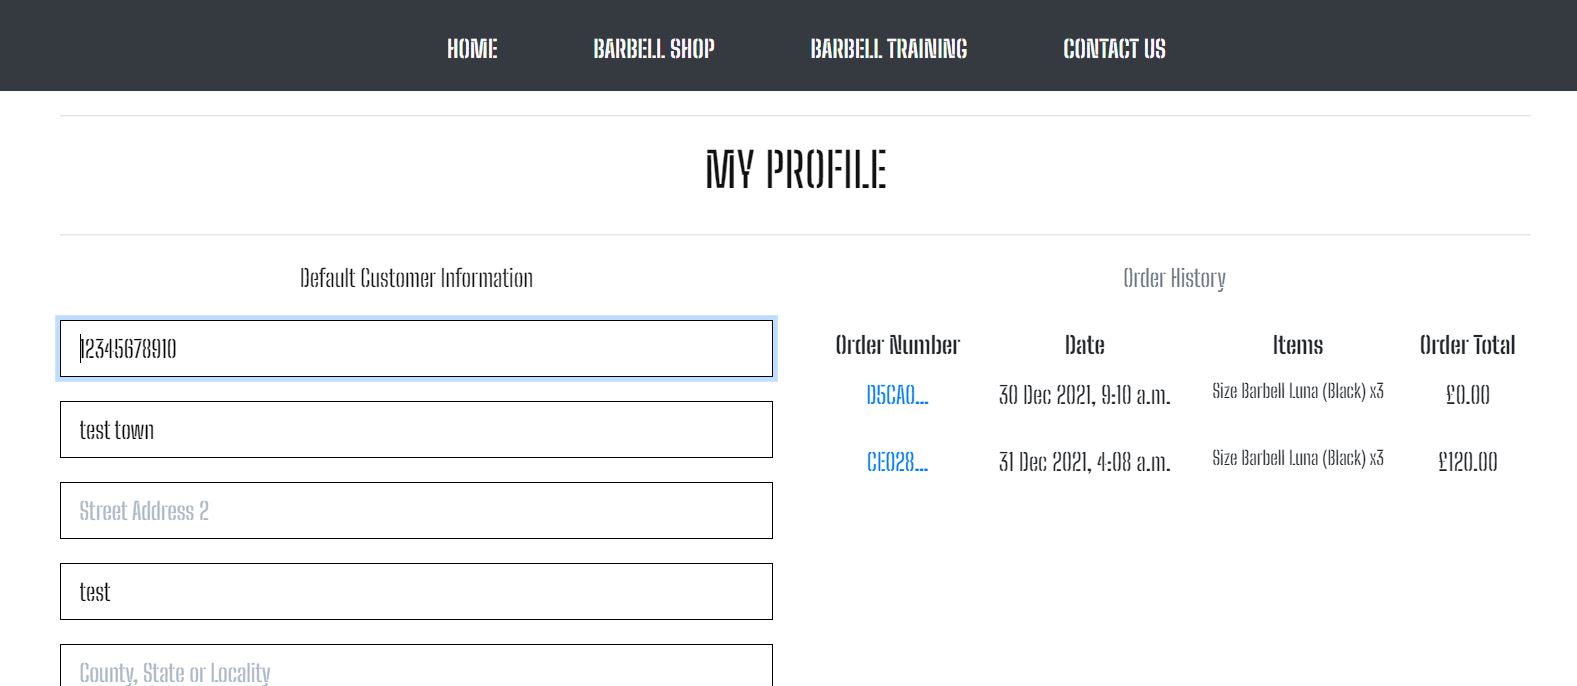 HOME BARBELL SHOP BARBELL TRAINING CONTACT US
MY PROFILE
Default Customer Information
12345678910
test town
Street Address 2
test
County, State or Locality
Order History
Order Number Date Items Order Total
D5CA0... 30 Dec 2021, 9:10 a.m. Size Barbell Luna (Black) x3 £0.00
CE028... 31 Dec 2021, 4:08 a.m. Size Barbell Luna (Black) x3 £120.00